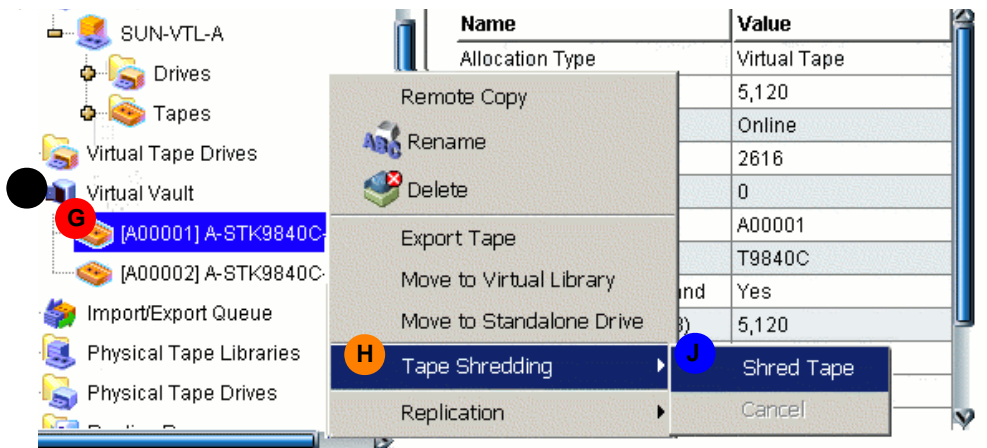 SUN-VTL-A
Drives
Tapes
Virtual Tape Drives
Virtual Vault
G
[A00001] A-STK9840C-
[A00002] A-STK9840C-
Import/Export Queue
Physical Tape Libraries
Physical Tape Drives
Remote Copy
Rename
Delete
Export Tape
Move to Virtual Library
Move to Standalone Drive
H
Tape Shredding
Replication
J
Shred Tape
Cancel
Name Value
Allocation Type Virtual Tape
5,120
Online
2616
0
A00001
T9840C
Yes
5,120